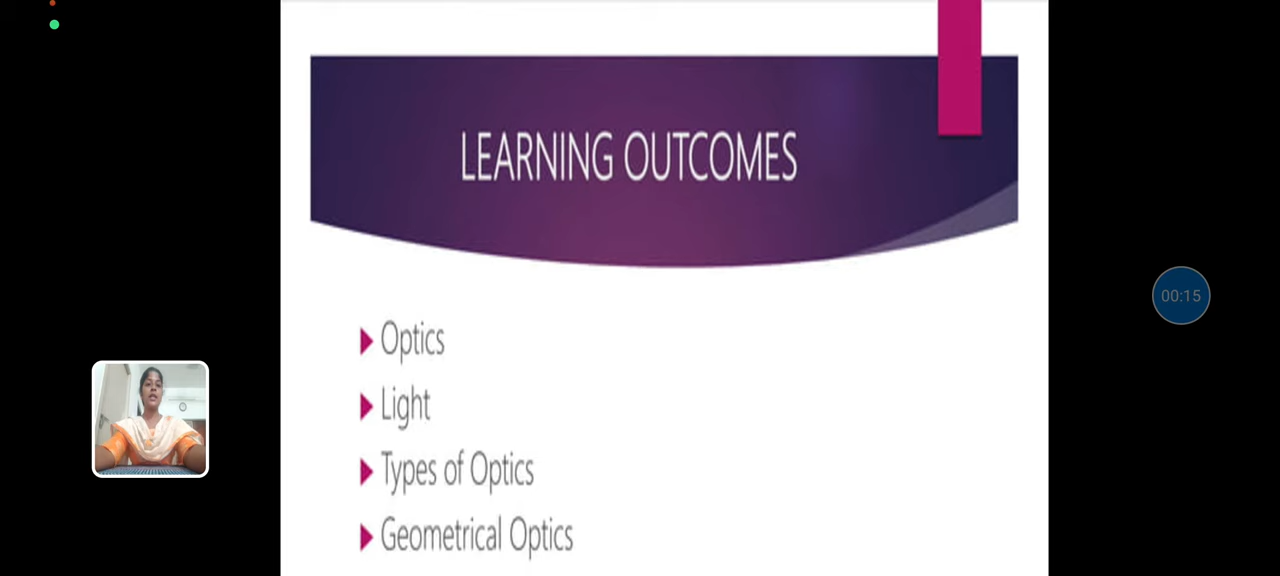 LEARNING OUTCOMES
00:15
Optics
Light
Types of Optics
Geometrical Optics